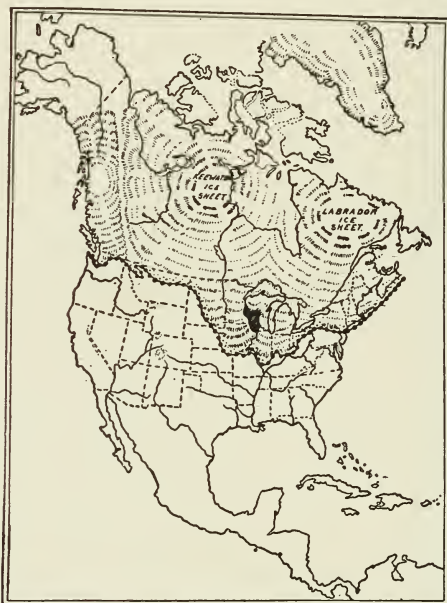 KEEWATIN
ICE
SHEET
LABRADOR
ICE
SHEET.